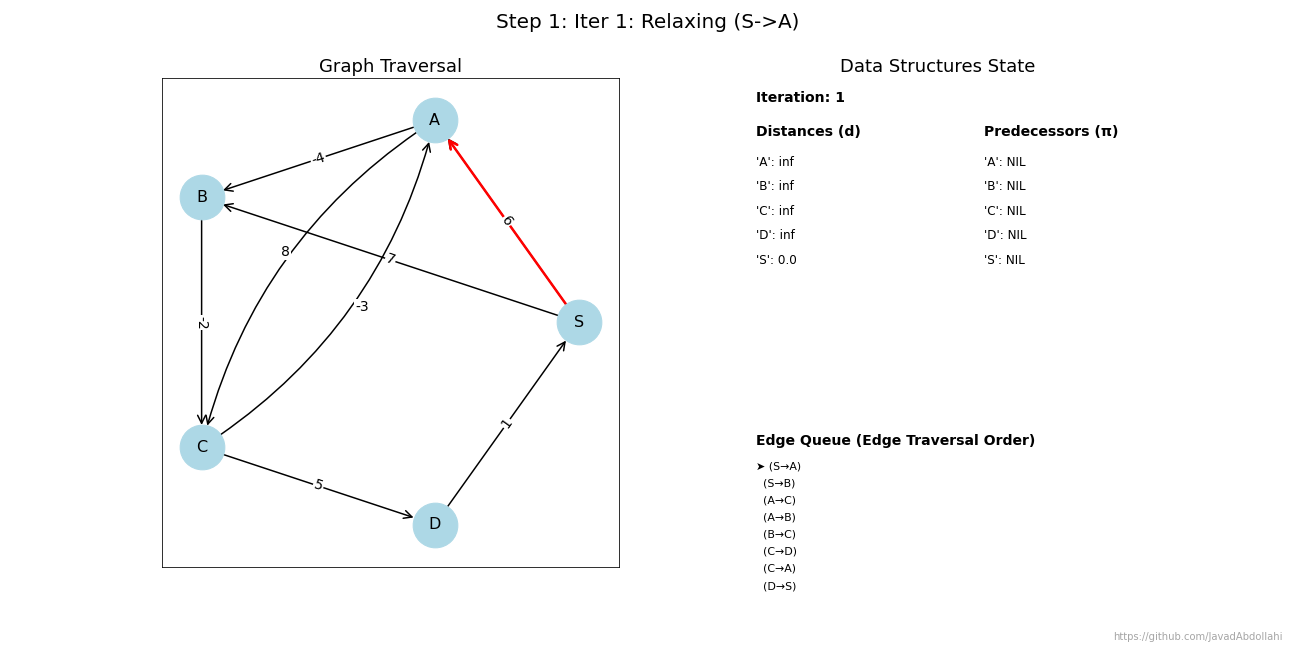 Step 1: Iter 1: Relaxing (S->A)
Graph Traversal
A
-4
B
8
7
6
-3
-2
S
C
5
1
D
Data Structures State
Iteration: 1
Distances (d)
Predecessors (π)
'A': inf
'A': NIL
'B': inf
'B': NIL
'C': inf
'C': NIL
'D': inf
'D': NIL
'S': 0.0
'S': NIL
Edge Queue (Edge Traversal Order)
➤ (S→A)
(S→B)
(A→C)
(A→B)
(B→C)
(C→D)
(C→A)
(D→S)
https://github.com/JavadAbdollahi